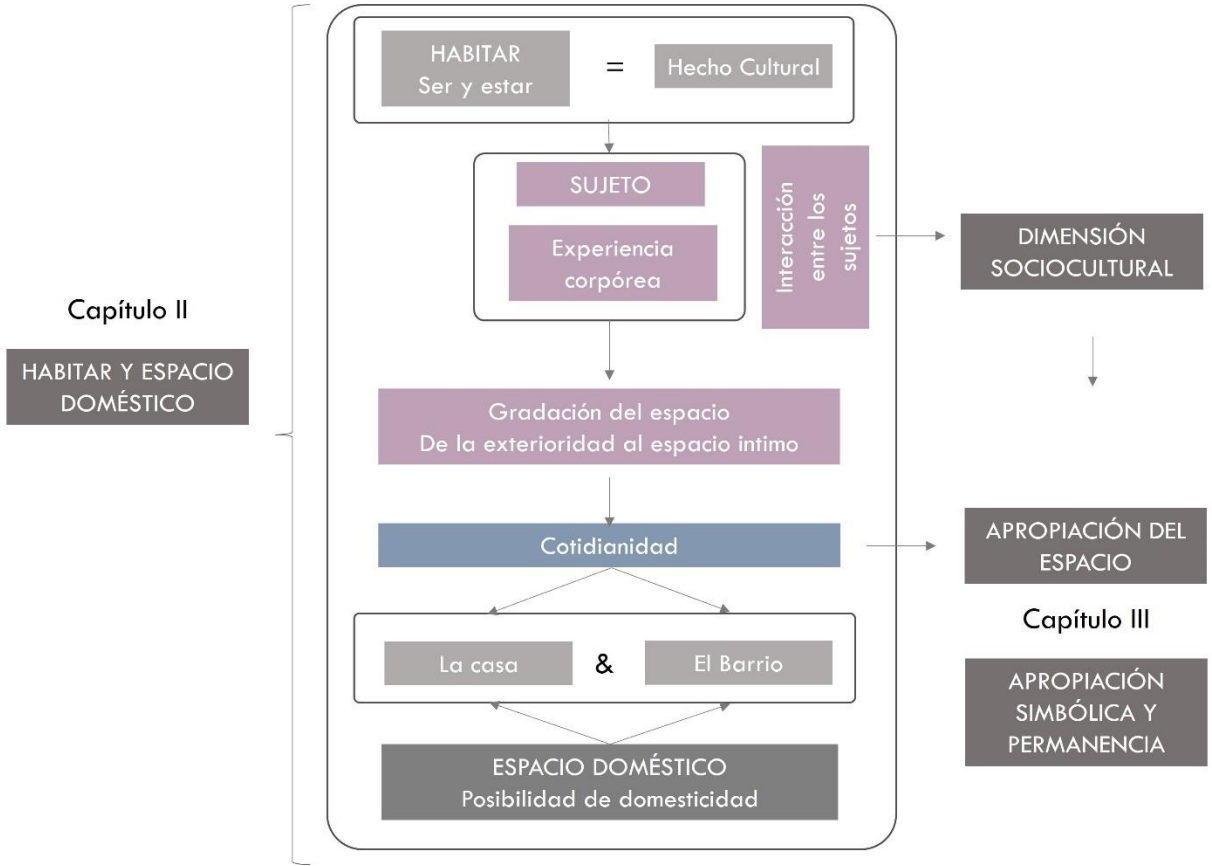 HABITAR
Ser y estar
=
Hecho Cultural
SUJETO
Experiencia
corpórea
Interacción
entre los
sujetos
DIMENSIÓN
SOCIOCULTURAL
Capítulo II
HABITAR Y ESPACIO
DOMÉSTICO
Gradación del espacio
De la exterioridad al espacio intimo
Cotidianidad
APROPIACIÓN DEL
ESPACIO
La casa
&
El Barrio
Capítulo III
APROPIACIÓN
SIMBÓLICA Y
PERMANENCIA
ESPACIO DOMÉSTICO
Posibilidad de domesticidad